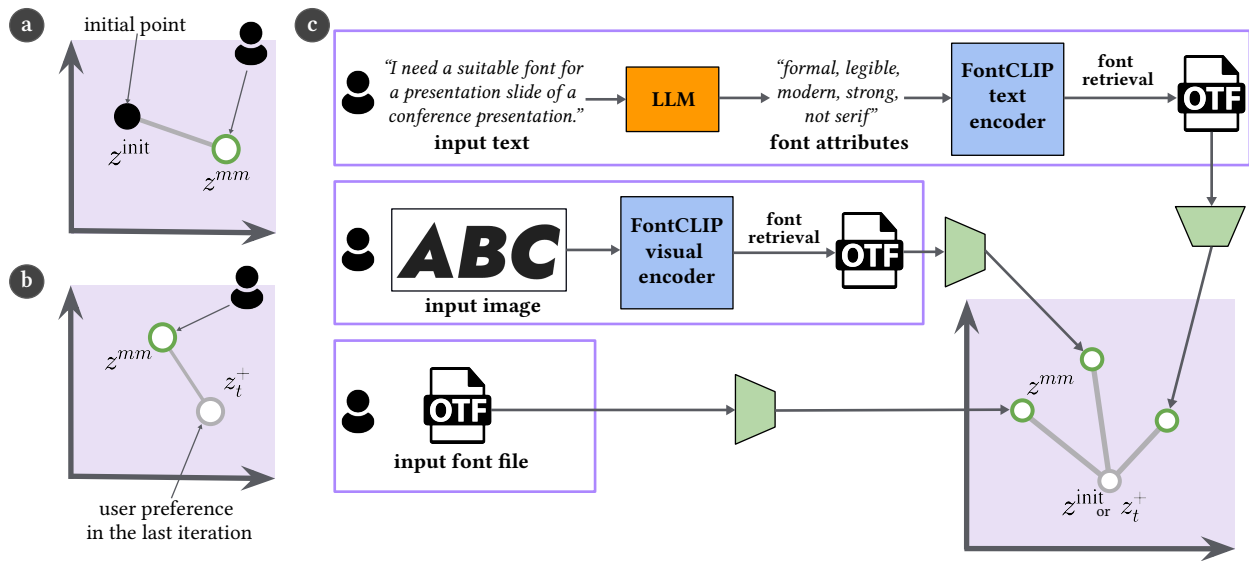 a
initial point
z^init
z^mm
b
z^mm
z_t^+
user preference
in the last iteration
c
“I need a suitable font for
a presentation slide of a
conference presentation.”
input text
LLM
“formal, legible,
modern, strong,
not serif”
font attributes
FontCLIP
text
encoder
font
retrieval
OTF
ABC
input image
FontCLIP
visual
encoder
font
retrieval
OTF
OTF
input font file
z^mm
z^init or z_t^+